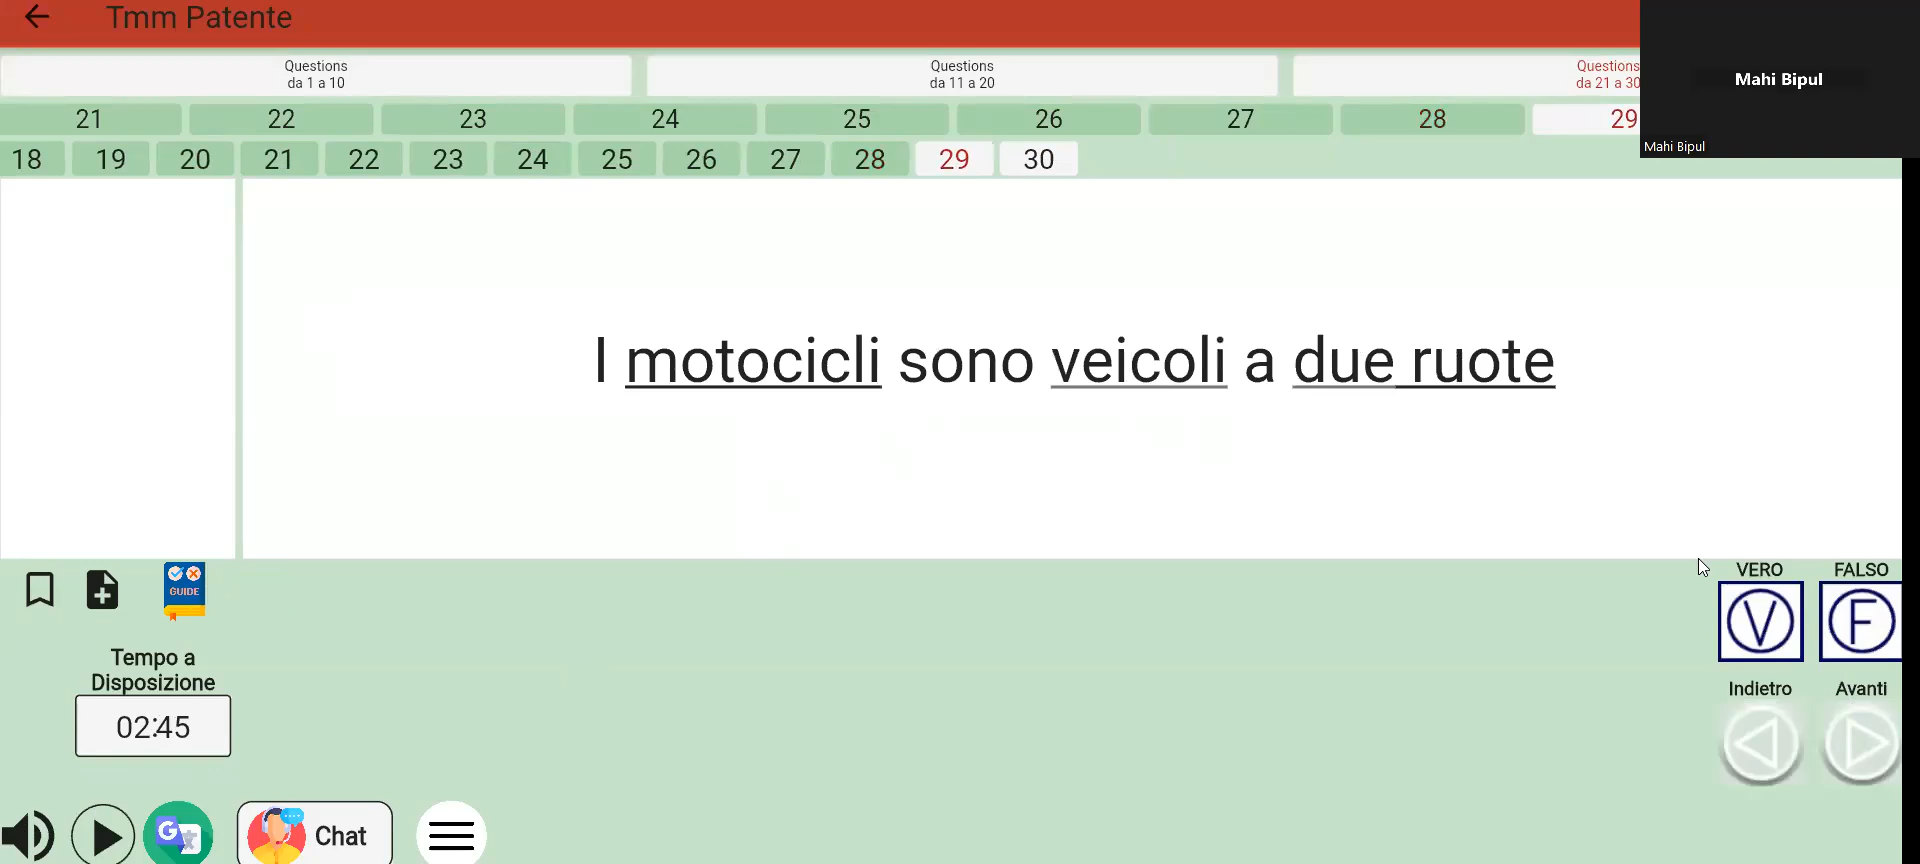 Tmm Patente
Questions
da 1 a 10
Questions
da 11 a 20
Questions
da 21 a 30
Mahi Bipul
Mahi Bipul
21 22 23 24 25 26 27 28 29
18 19 20 21 22 23 24 25 26 27 28 29 30
I motocicli sono veicoli a due ruote
GUIDE
VERO FALSO
V F
Tempo a
Disposizione
02:45
Indietro Avanti
G
Chat